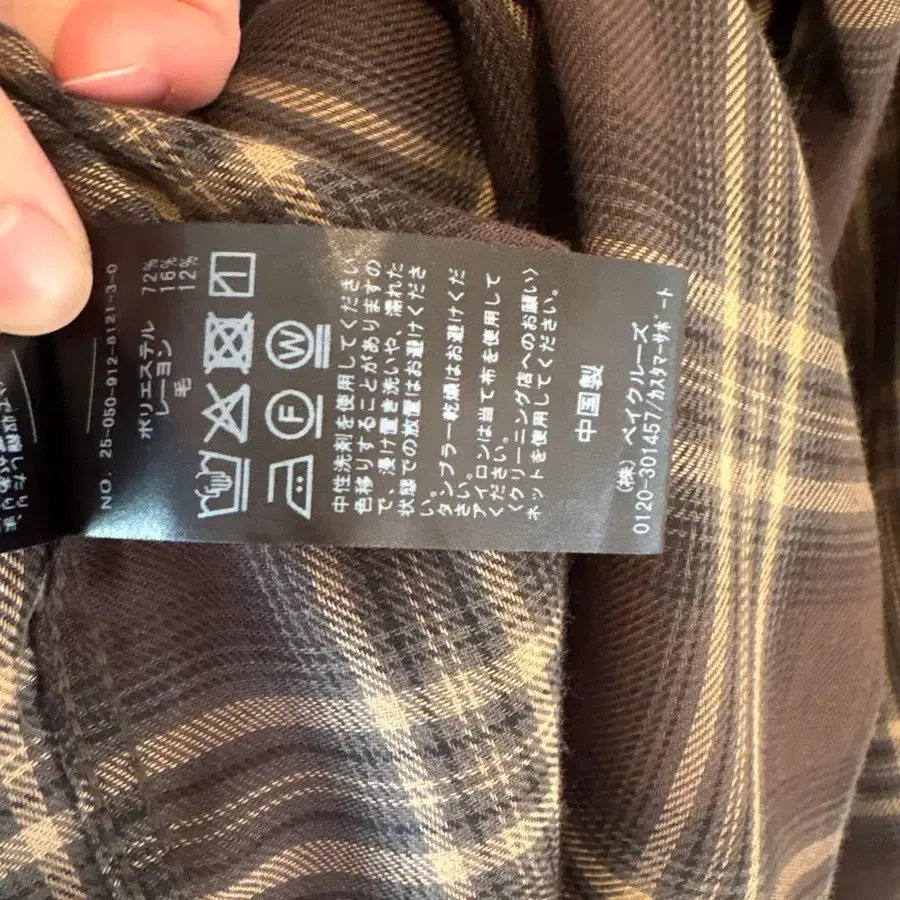 NO. 25-050-912-8121-3-0
ポリエステル 72%
レーヨン 16%
毛 12%
W
F
中性洗剤を使用してください
色移りすることがありますの
で、浸け置き洗いや、濡れた
状態での放置はお避けくださ
い。
タンブラー乾燥はお避けくだ
さい。
アイロンは当て布を使用して
ください。
〈クリーニング店へのお願い〉
ネットを使用してください。
中国製
(株) ベイクルーズ
0120-301457/カスタマーサポート